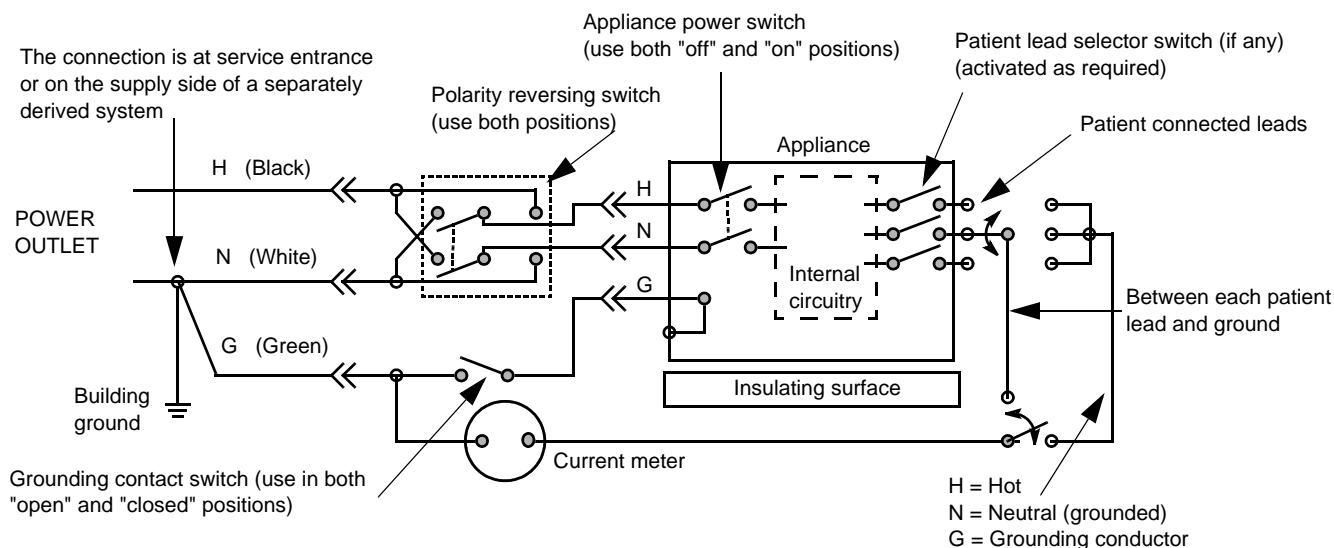 Appliance power switch
(use both "off" and "on" positions)
Patient lead selector switch (if any)
(activated as required)
The connection is at service entrance
or on the supply side of a separately
derived system
Polarity reversing switch
(use both positions)
Patient connected leads
Appliance
H (Black)
H
POWER
OUTLET
N (White)
N
Internal
circuitry
G
Between each patient
lead and ground
G (Green)
Insulating surface
Building
ground
Current meter
Grounding contact switch (use in both
"open" and "closed" positions)
H = Hot
N = Neutral (grounded)
G = Grounding conductor